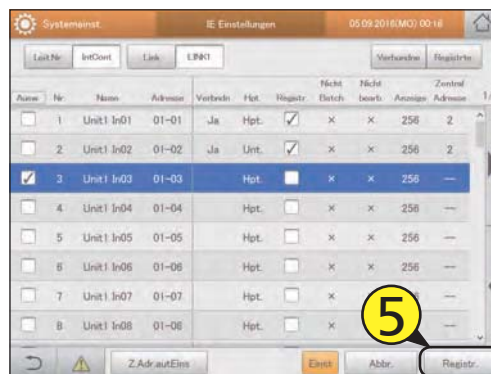 Systemeinst. IE Einstellungen 05.09.2016(MO) 00:16
Leit Nr IntCont Link LINK1 Verbundne Registrte
Ausw Nr Name Adresse Verbndn Hpt. Registr. Nicht Batch Nicht bearb. Anzeige Zentral Adresse 1/
1 Unit1 In01 01-01 Ja Hpt. × × 256 2
2 Unit1 In02 01-02 Ja Unt. × × 256 2
3 Unit1 In03 01-03 Hpt. × × 256 —
4 Unit1 In04 01-04 Hpt. × × 256 —
5 Unit1 In05 01-05 Hpt. × × 256 —
6 Unit1 In06 01-06 Hpt. × × 256 —
7 Unit1 In07 01-07 Hpt. × × 256 —
8 Unit1 In08 01-08 Hpt. ×
5
Z.Adr.autEins Einst Abbr. Registr.